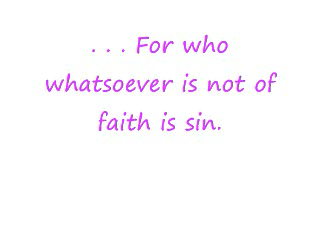 . . . For who
whatsoever is not of
faith is sin.